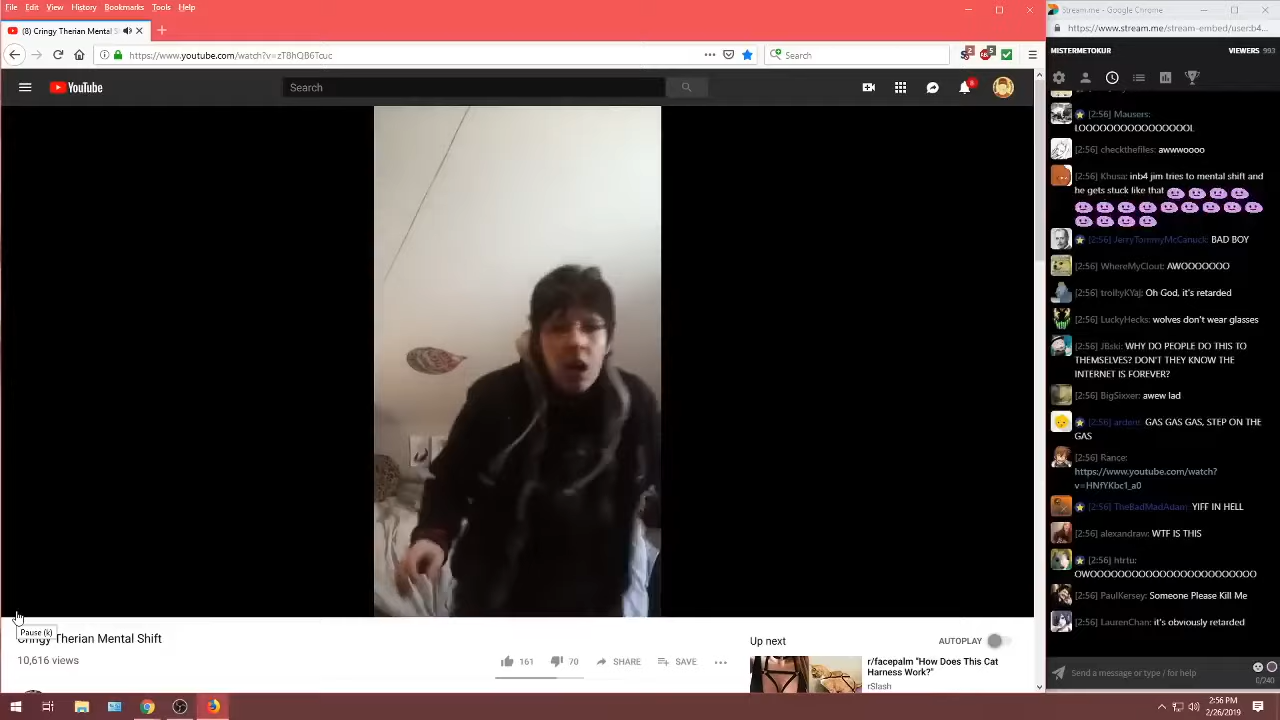 File Edit View History Bookmarks Tools Help
(8) Cringy Therian Mental S
https://www.youtube.com/watch?v=zT8hQB6Tcuc
Search
2
5
YouTube
Search
Pause (k)
Cringy Therian Mental Shift
10,616 views
161 70 SHARE SAVE
Up next
AUTOPLAY
r/facepalm "How Does This Cat
Harness Work?"
rSlash
Stream.me - Google Chrome
https://www.stream.me/stream-embed/user:b4...
MISTERMETOKUR
VIEWERS 993
[2:56] Mausers:
LOOOOOOOOOOOOOOOOL
[2:56] checkthefiles: awwwoooo
[2:56] Khusa: inb4 jim tries to mental shift and
he gets stuck like that
[2:56] JerryTommyMcCanuck: BAD BOY
[2:56] WhereMyClout: AWOOOOOOO
Oh God, it's retarded
[2:56] LuckyHecks: wolves don't wear glasses
[2:56] JBski: WHY DO PEOPLE DO THIS TO
THEMSELVES? DON'T THEY KNOW THE
INTERNET IS FOREVER?
[2:56] BigSixxer: awew lad
[2:56] arden: GAS GAS GAS, STEP ON THE
GAS
[2:56] Rance:
https://www.youtube.com/watch?
v=HNfYKbc1_a0
[2:56] TheBadMadAdam: YIFF IN HELL
[2:56] alexandraw: WTF IS THIS
[2:56] htrtu:
OWOOOOOOOOOOOOOOOOOOOOOOOO
[2:56] PaulKersey: Someone Please Kill Me
[2:56] LaurenChan: it's obviously retarded
Send a message or type / for help
0/240
2:56 PM
2/26/2019